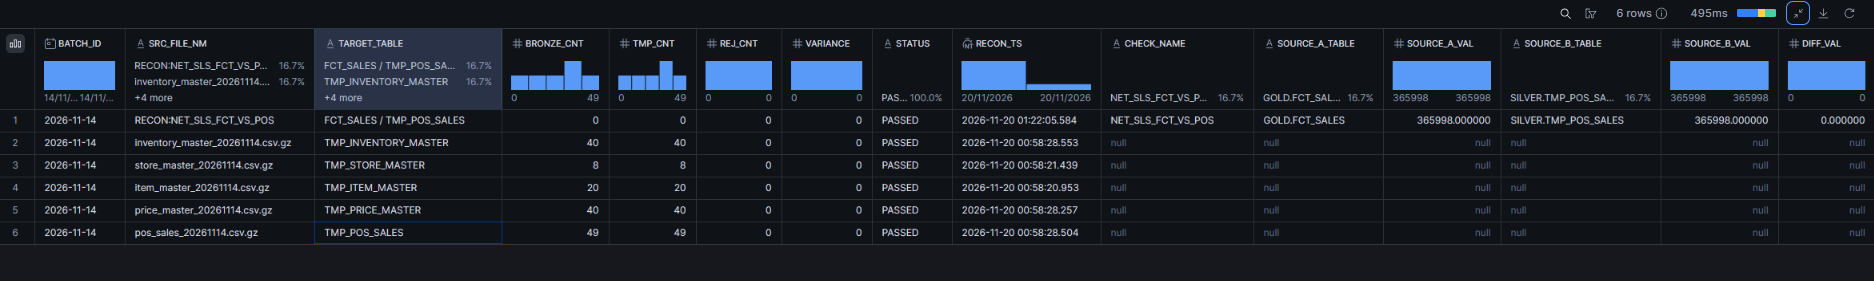 6 rows 495ms
BATCH_ID SRC_FILE_NM TARGET_TABLE BRONZE_CNT TMP_CNT REJ_CNT VARIANCE STATUS RECON_TS CHECK_NAME SOURCE_A_TABLE SOURCE_A_VAL SOURCE_B_TABLE SOURCE_B_VAL DIFF_VAL
RECON:NET_SLS_FCT_VS_P... 16.7% FCT_SALES / TMP_POS_SA... 16.7%
inventory_master_20261114.... 16.7% TMP_INVENTORY_MASTER 16.7%
14/11/... 14/11/... +4 more +4 more 0 49 0 49 0 0 0 0 PAS... 100.0% 20/11/2026 20/11/2026 NET_SLS_FCT_VS_P... 16.7% GOLD.FCT_SAL... 16.7% 365998 365998 SILVER.TMP_POS_SA... 16.7% 365998 365998 0 0
1 2026-11-14 RECON:NET_SLS_FCT_VS_POS FCT_SALES / TMP_POS_SALES 0 0 0 0 PASSED 2026-11-20 01:22:05.584 NET_SLS_FCT_VS_POS GOLD.FCT_SALES 365998.000000 SILVER.TMP_POS_SALES 365998.000000 0.000000
2 2026-11-14 inventory_master_20261114.csv.gz TMP_INVENTORY_MASTER 40 40 0 0 PASSED 2026-11-20 00:58:28.553 null null null null null null
3 2026-11-14 store_master_20261114.csv.gz TMP_STORE_MASTER 8 8 0 0 PASSED 2026-11-20 00:58:21.439 null null null null null null
4 2026-11-14 item_master_20261114.csv.gz TMP_ITEM_MASTER 20 20 0 0 PASSED 2026-11-20 00:58:20.953 null null null null null null
5 2026-11-14 price_master_20261114.csv.gz TMP_PRICE_MASTER 40 40 0 0 PASSED 2026-11-20 00:58:28.257 null null null null null null
6 2026-11-14 pos_sales_20261114.csv.gz TMP_POS_SALES 49 49 0 0 PASSED 2026-11-20 00:58:28.504 null null null null null null